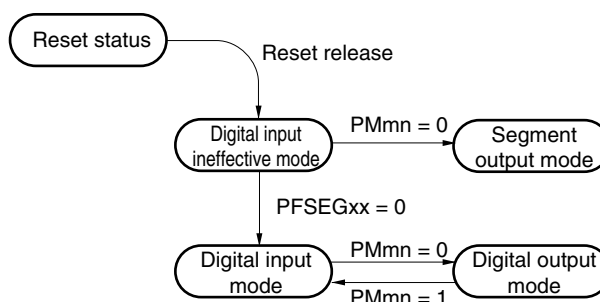 Reset status
Reset release
Digital input
ineffective mode
PMmn = 0
Segment
output mode
PFSEGxx = 0
Digital input
mode
PMmn = 0
PMmn = 1
Digital output
mode